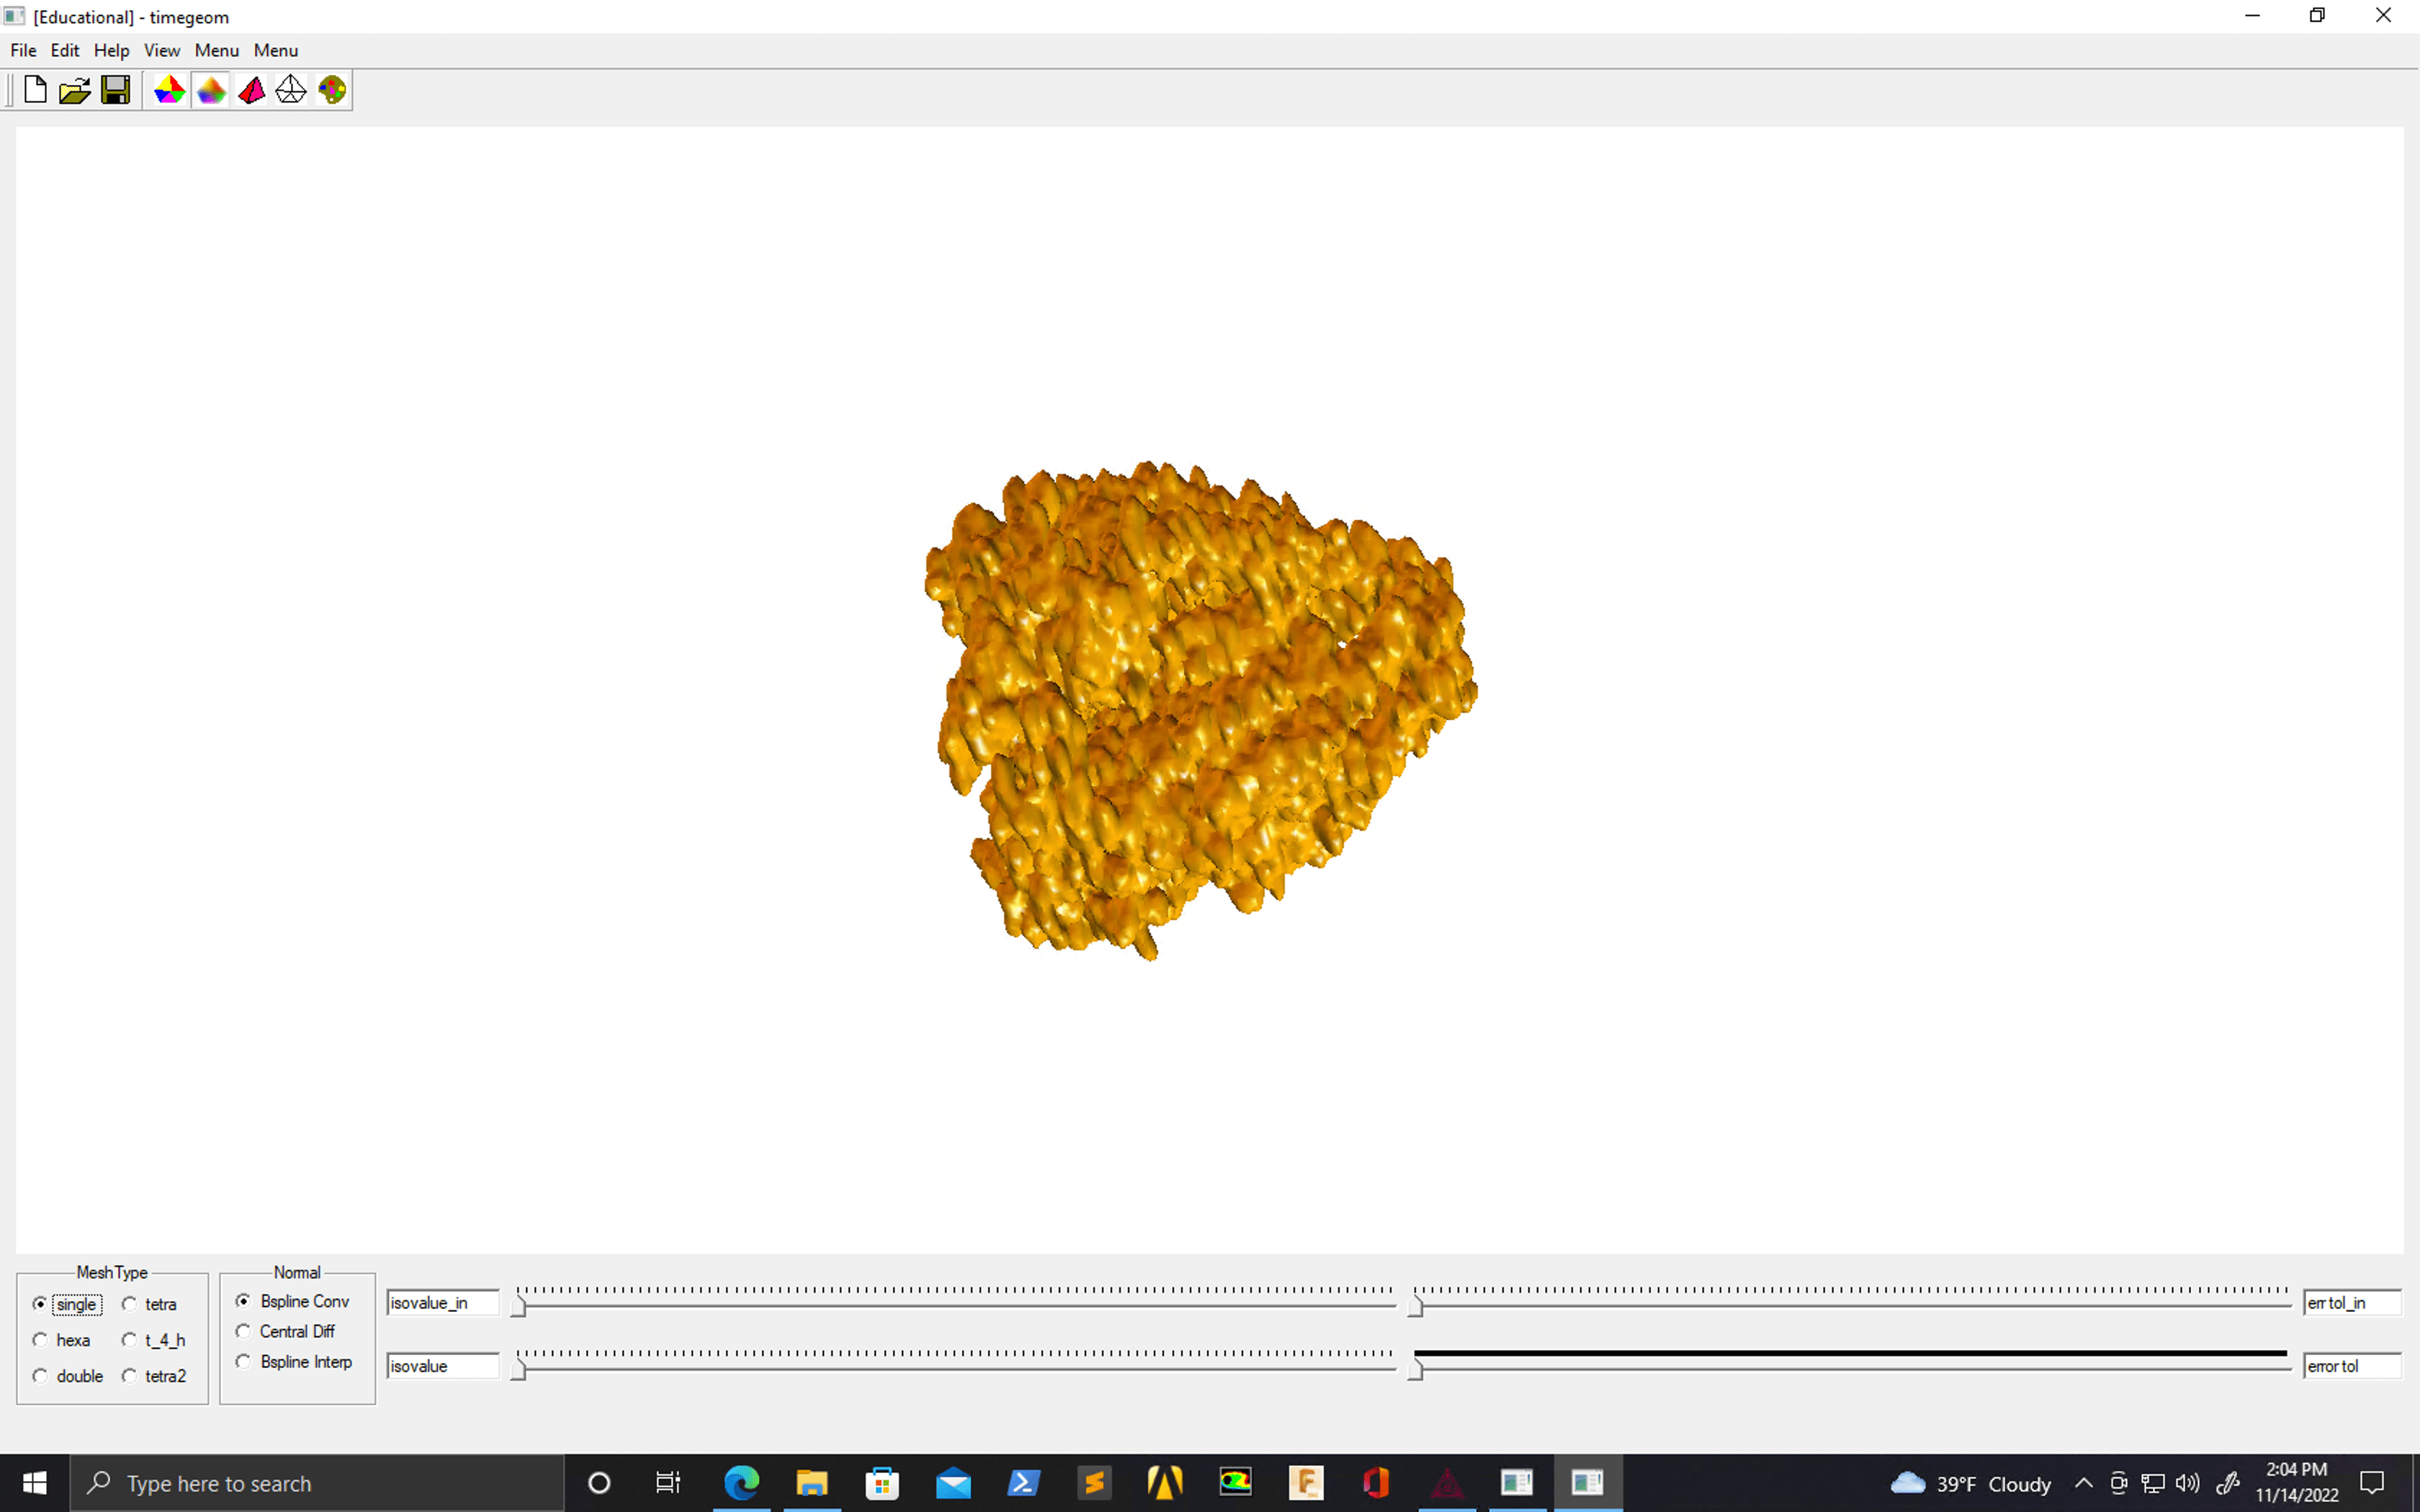 [Educational] - timegeom
File Edit Help View Menu Menu
MeshType
single tetra
hexa t_4_h
double tetra2
Normal
Bspline Conv
Central Diff
Bspline Interp
isovalue_in
err tol_in
isovalue
error tol
Type here to search
39°F Cloudy
2:04 PM
11/14/2022